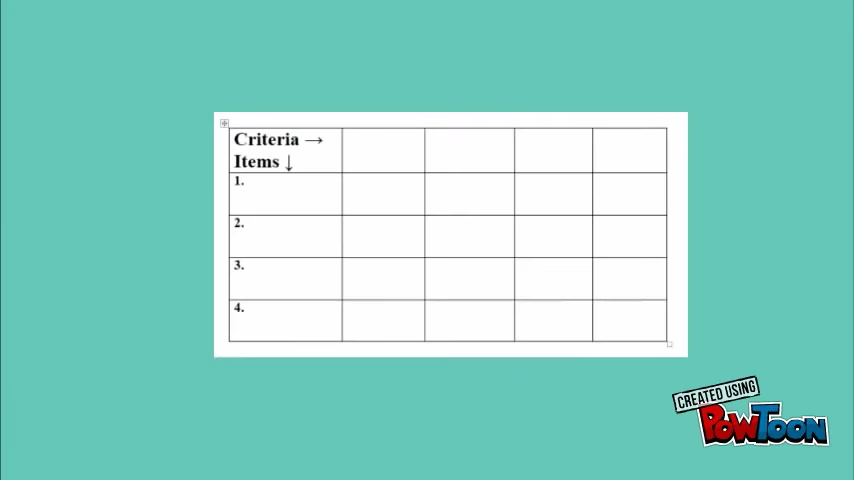 Criteria →
Items ↓
1.
2.
3.
4.
CREATED USING
POWTOON